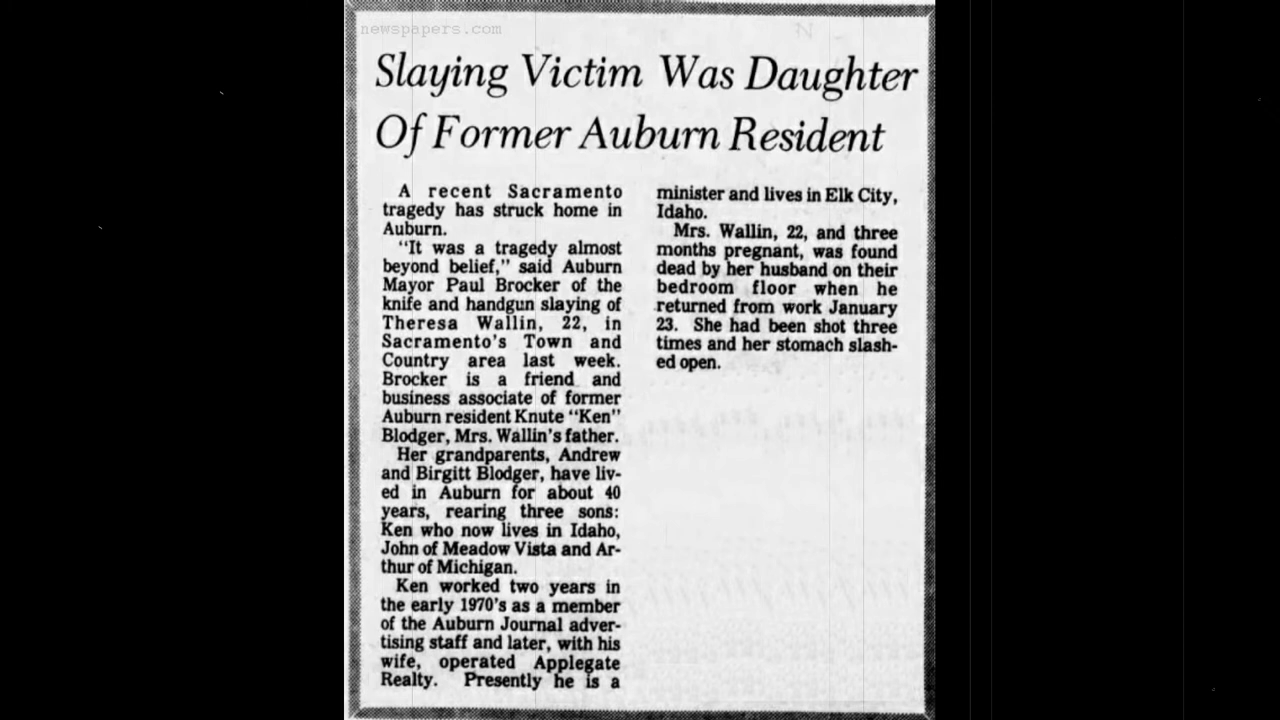 newspapers.com
Slaying Victim Was Daughter
Of Former Auburn Resident
A recent Sacramento
tragedy has struck home in
Auburn.
"It was a tragedy almost
beyond belief," said Auburn
Mayor Paul Brocker of the
knife and handgun slaying of
Theresa Wallin, 22, in
Sacramento's Town and
Country area last week.
Brocker is a friend and
business associate of former
Auburn resident Knute "Ken"
Blodger, Mrs. Wallin's father.
Her grandparents, Andrew
and Birgitt Blodger, have liv-
ed in Auburn for about 40
years, rearing three sons:
Ken who now lives in Idaho,
John of Meadow Vista and Ar-
thur of Michigan.
Ken worked two years in
the early 1970's as a member
of the Auburn Journal adver-
tising staff and later, with his
wife, operated Applegate
Realty. Presently he is a
minister and lives in Elk City,
Idaho.
Mrs. Wallin, 22, and three
months pregnant, was found
dead by her husband on their
bedroom floor when he
returned from work January
23. She had been shot three
times and her stomach slash-
ed open.